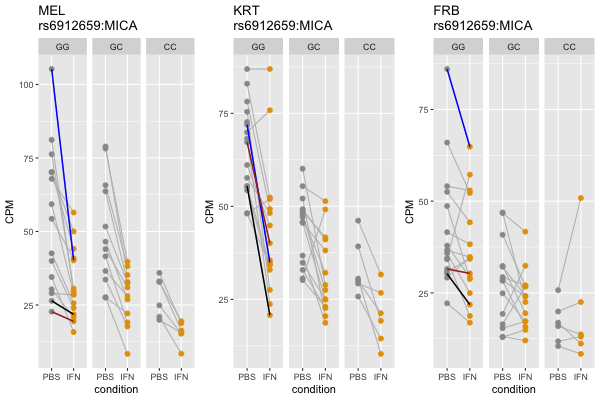 MEL
rs6912659:MICA
GG GC CC
100
75
50
25
CPM
PBS IFN PBS IFN PBS IFN
condition
KRT
rs6912659:MICA
GG GC CC
75
50
25
CPM
PBS IFN PBS IFN PBS IFN
condition
FRB
rs6912659:MICA
GG GC CC
75
50
25
CPM
PBS IFN PBS IFN PBS IFN
condition